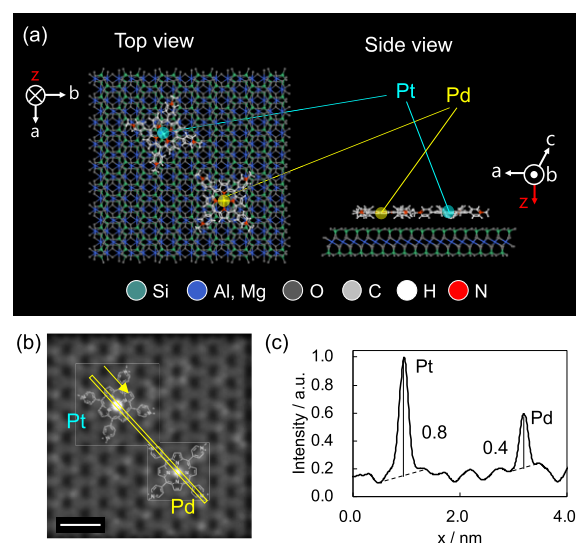 (a)
Top view
Side view
z
b
a
Pt
Pd
c
a
b
z
Si
Al, Mg
O
C
H
N
(b)
Pt
Pd
(c)
Intensity / a.u.
1.0
0.8
0.6
0.4
0.2
0.2
0.0
2.0
4.0
x / nm
Pt
0.8
0.4
Pd